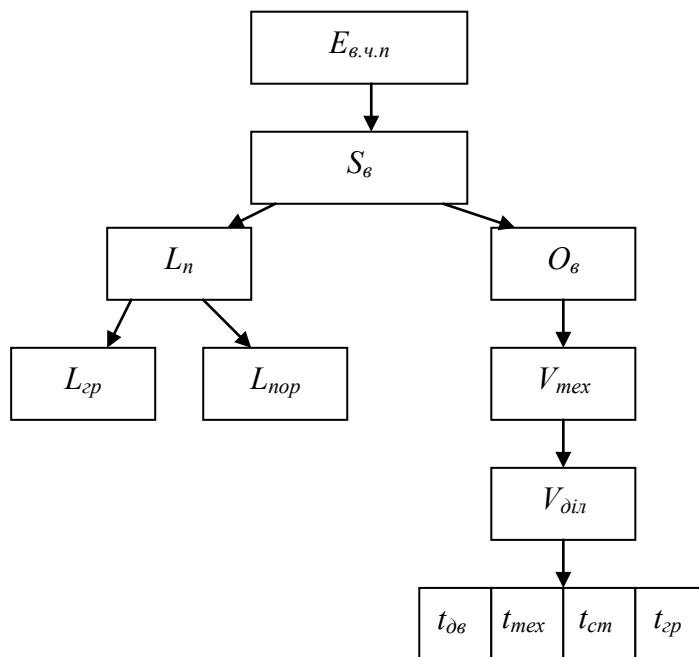 Eв.ч.п
Sв
Lп Oв
Lгр Lпор Vтех
Vділ
tдв tтех tст tгр